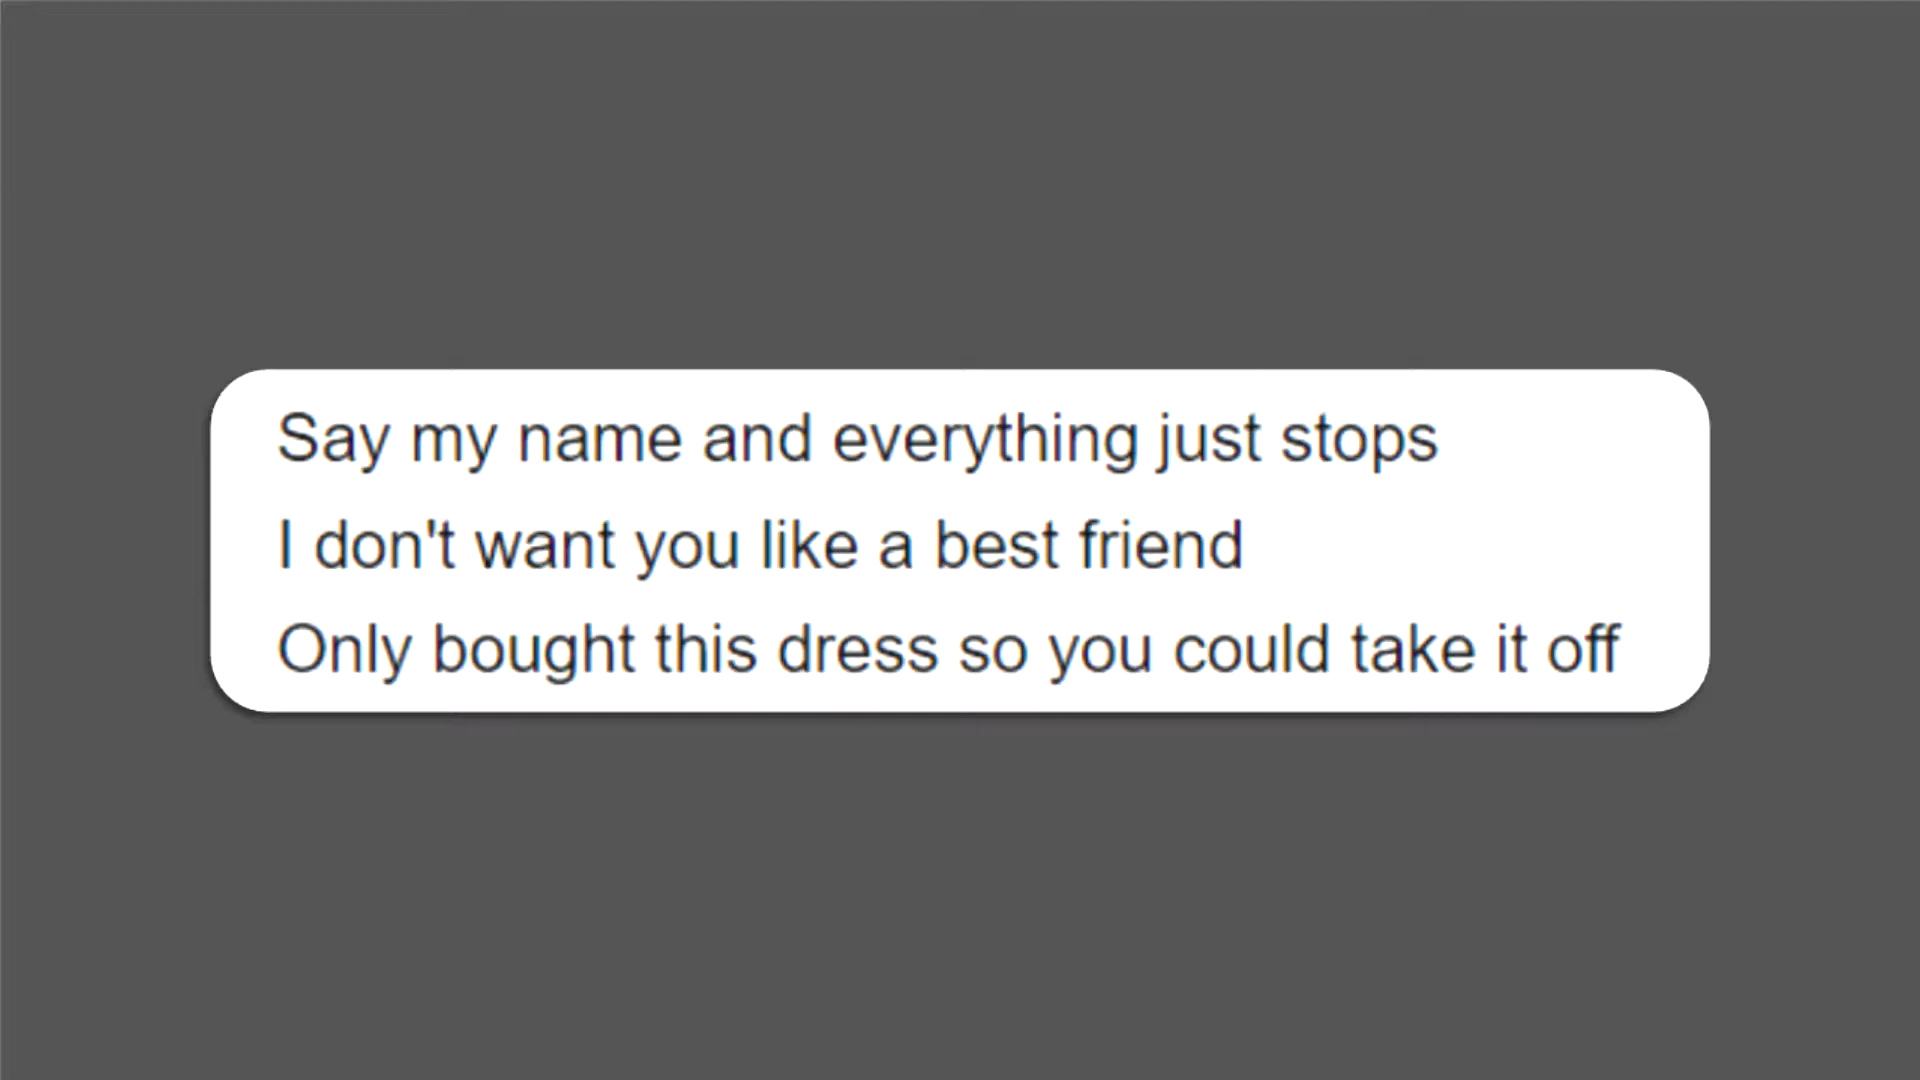 Say my name and everything just stops
I don't want you like a best friend
Only bought this dress so you could take it off